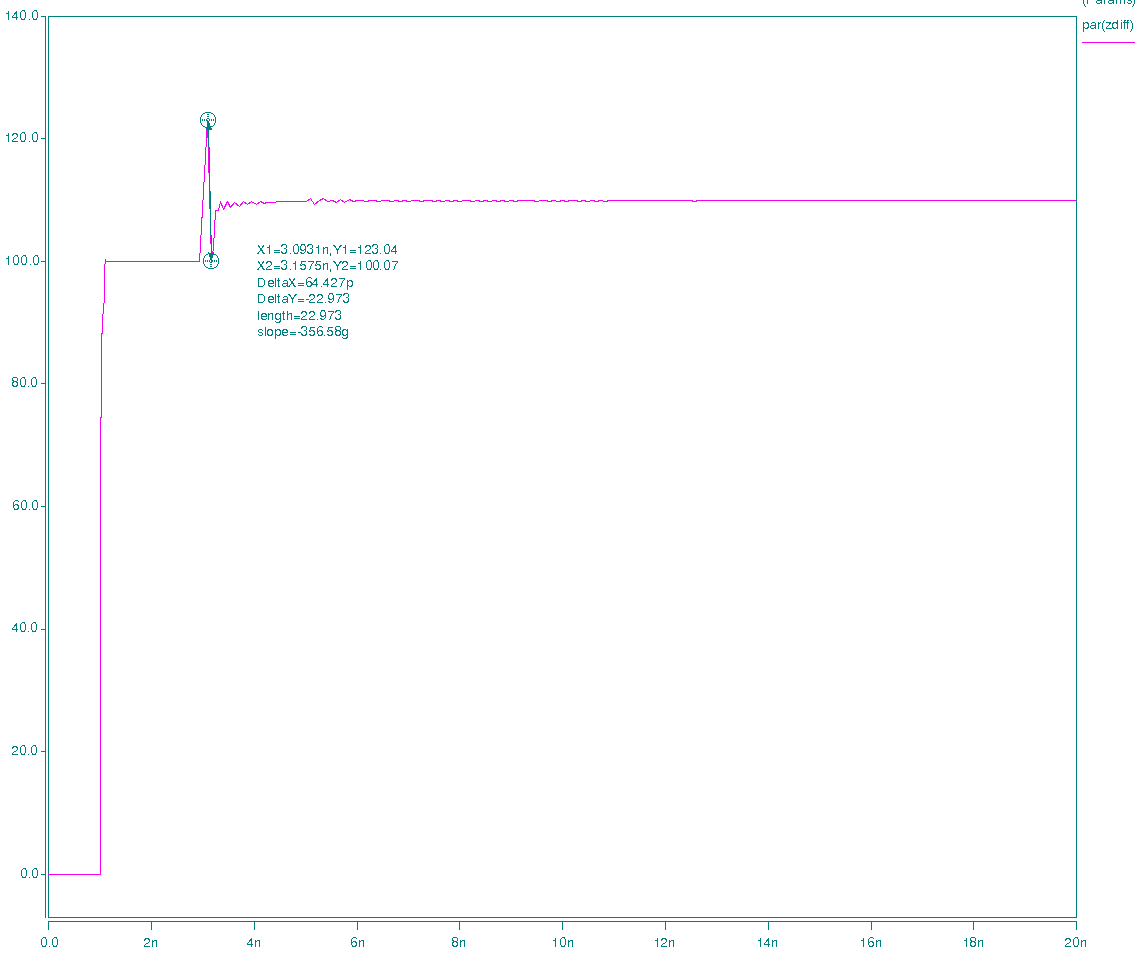 (Params)
par(zdiff)
140.0
120.0
100.0
80.0
60.0
40.0
20.0
0.0
X1=3.0931n,Y1=123.04
X2=3.1575n,Y2=100.07
DeltaX=64.427p
DeltaY=-22.973
length=22.973
slope=-356.58g
0.0 2n 4n 6n 8n 10n 12n 14n 16n 18n 20n